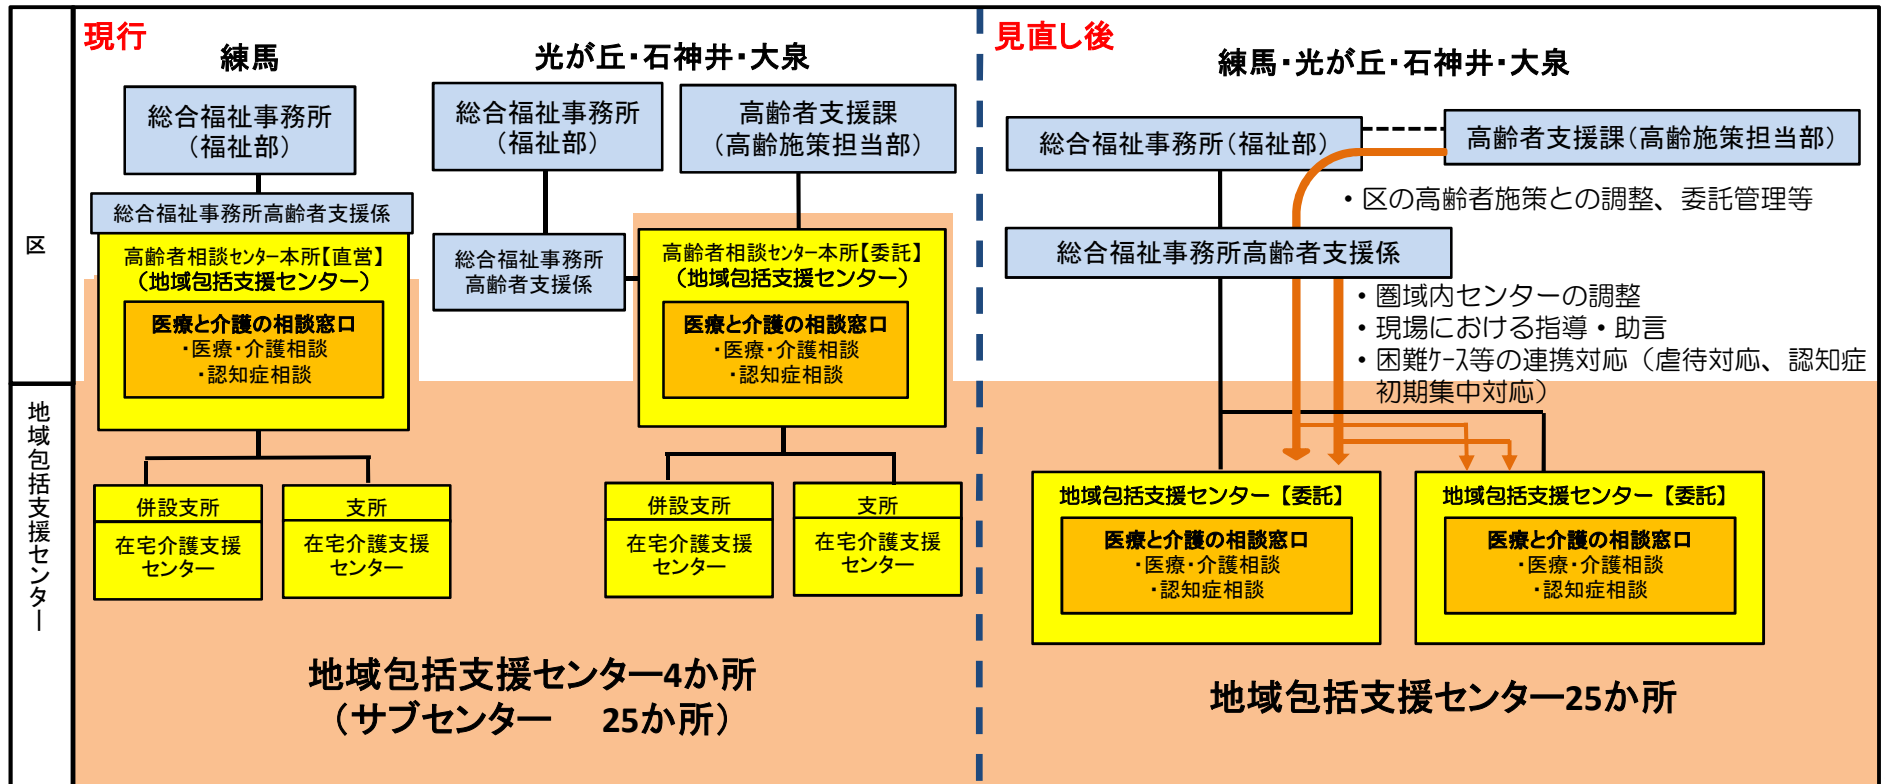 現行
練馬
光が丘・石神井・大泉
総合福祉事務所
（福祉部）
総合福祉事務所
（福祉部）
高齢者支援課
（高齢施策担当部）
総合福祉事務所高齢者支援係
高齢者相談センター本所【直営】
（地域包括支援センター）
医療と介護の相談窓口
・医療・介護相談
・認知症相談
総合福祉事務所
高齢者支援係
高齢者相談センター本所【委託】
（地域包括支援センター）
医療と介護の相談窓口
・医療・介護相談
・認知症相談
区
地域包括支援センター
併設支所
在宅介護支援
センター
支所
在宅介護支援
センター
併設支所
在宅介護支援
センター
支所
在宅介護支援
センター
地域包括支援センター4か所
（サブセンター　25か所）
見直し後
練馬・光が丘・石神井・大泉
総合福祉事務所（福祉部）
高齢者支援課（高齢施策担当部）
・区の高齢者施策との調整、委託管理等
総合福祉事務所高齢者支援係
・圏域内センターの調整
・現場における指導・助言
・困難ケース等の連携対応（虐待対応、認知症
初期集中対応）
地域包括支援センター【委託】
医療と介護の相談窓口
・医療・介護相談
・認知症相談
地域包括支援センター【委託】
医療と介護の相談窓口
・医療・介護相談
・認知症相談
地域包括支援センター25か所